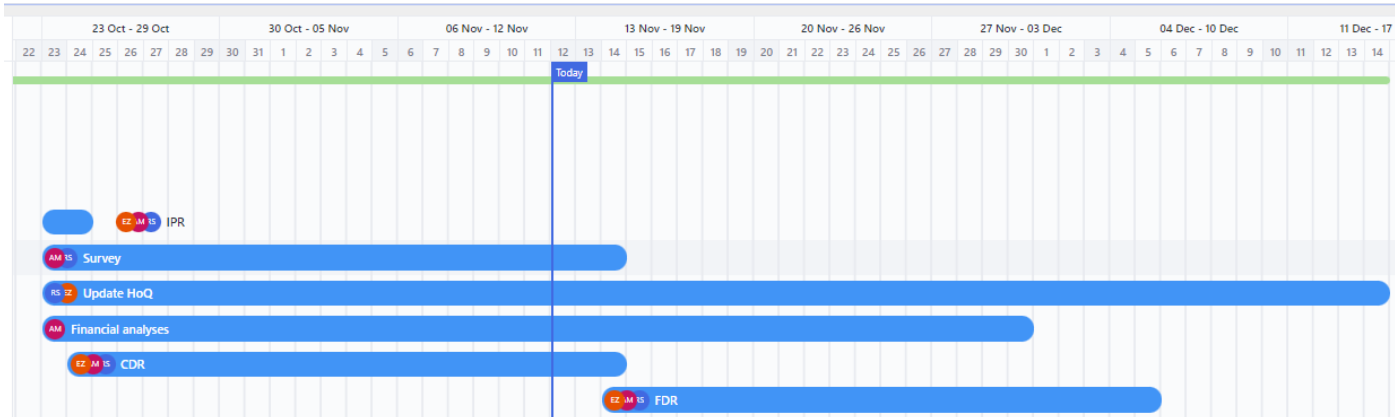 23 Oct - 29 Oct 30 Oct - 05 Nov 06 Nov - 12 Nov 13 Nov - 19 Nov 20 Nov - 26 Nov 27 Nov - 03 Dec 04 Dec - 10 Dec 11 Dec - 17
22 23 24 25 26 27 28 29 30 31 1 2 3 4 5 6 7 8 9 10 11 12 13 14 15 16 17 18 19 20 21 22 23 24 25 26 27 28 29 30 1 2 3 4 5 6 7 8 9 10 11 12 13 14
Today
EZ AM RS IPR
AM RS Survey
RS EZ Update HoQ
AM Financial analyses
EZ AM RS CDR
EZ AM RS FDR